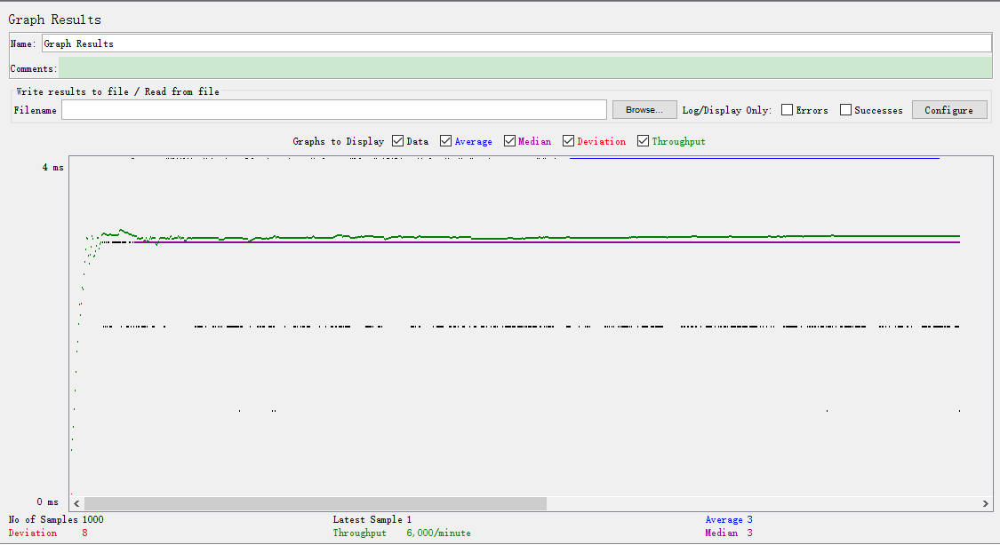 Graph Results
Name: Graph Results
Comments:
Write results to file / Read from file
Filename Browse... Log/Display Only: Errors Successes Configure
Graphs to Display Data Average Median Deviation Throughput
4 ms
0 ms
No of Samples 1000 Latest Sample 1 Average 3
Deviation 8 Throughput 6,000/minute Median 3